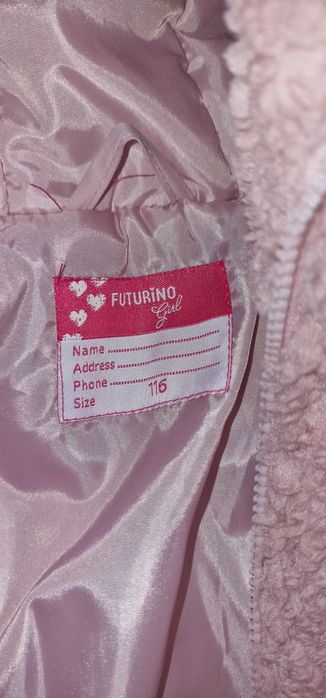 FUTURINO
Girl
Name
Address
Phone
Size 116